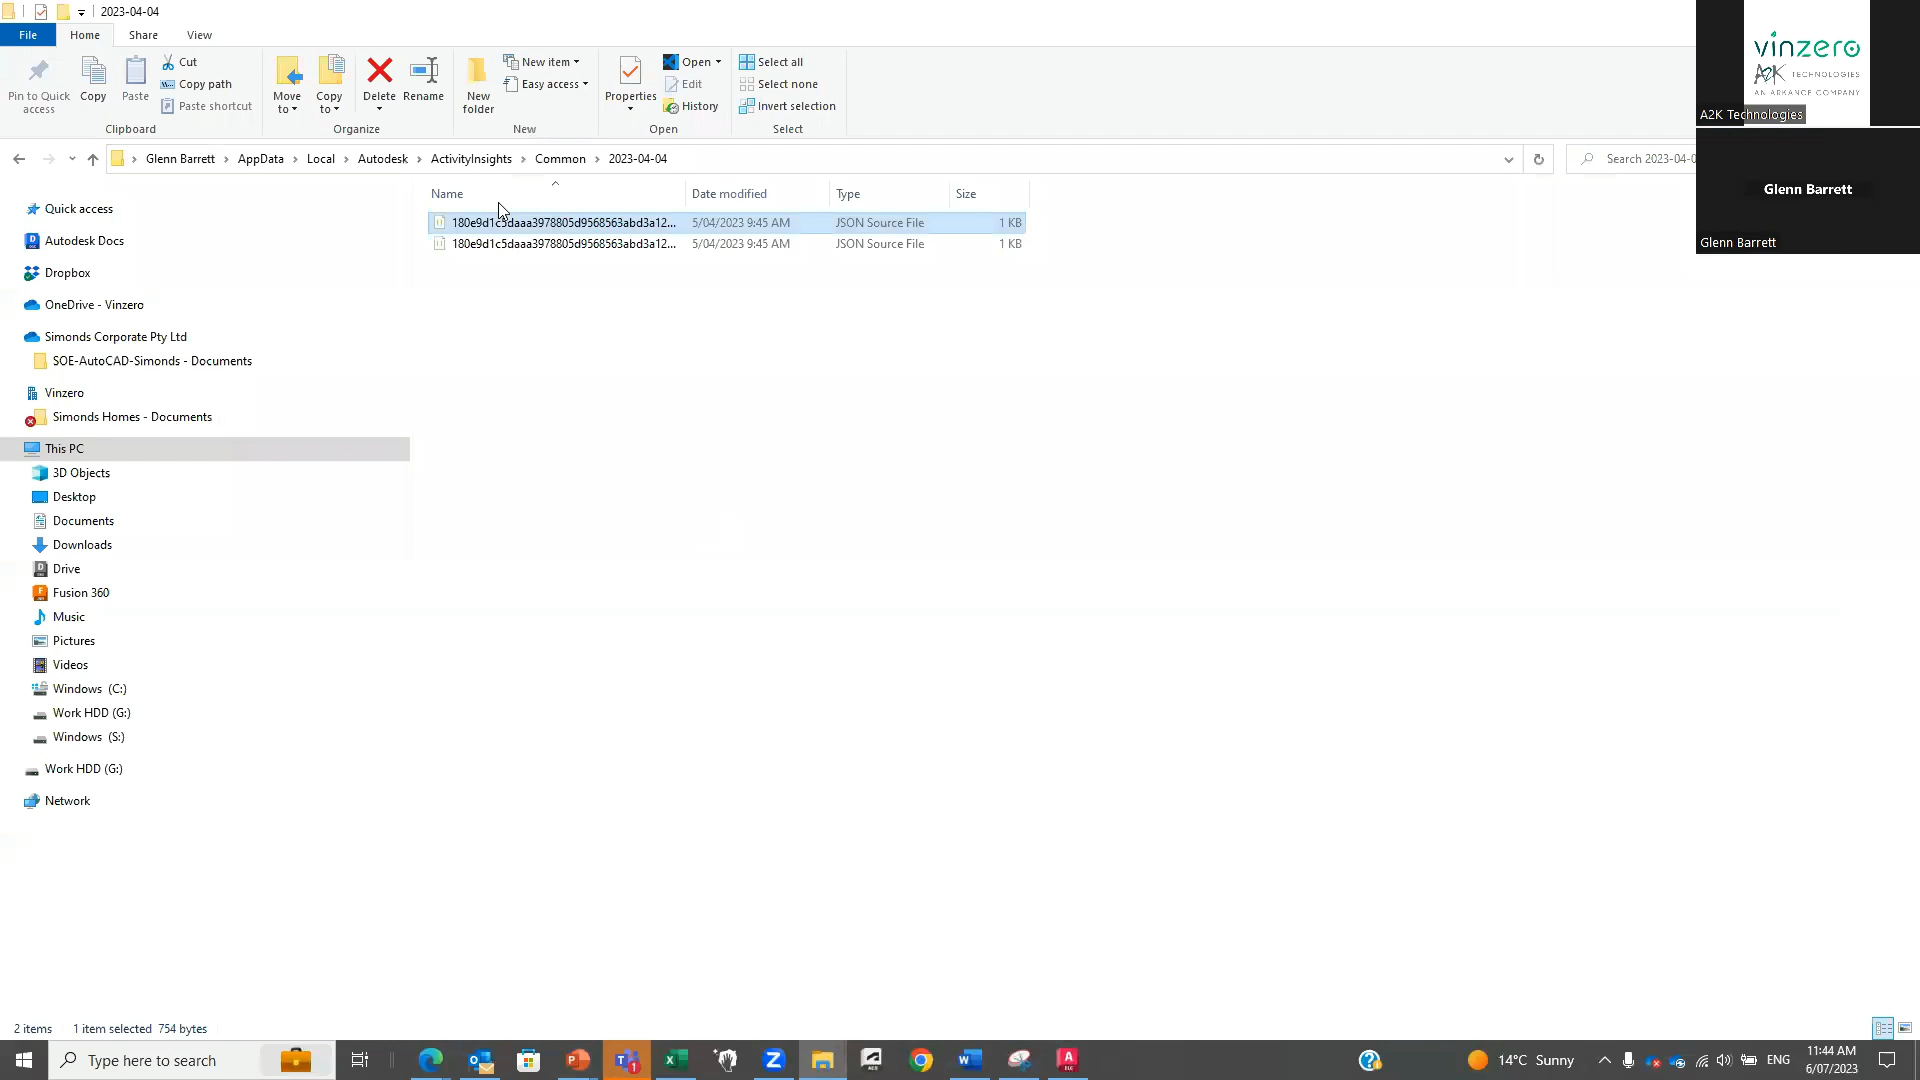 2023-04-04
File Home Share View
Pin to Quick access
Copy
Paste
Cut
Copy path
Paste shortcut
Clipboard
Move to
Copy to
Delete
Rename
Organize
New folder
New item
Easy access
New
Properties
Open
Edit
History
Open
Select all
Select none
Invert selection
Select
vinzero
A2K TECHNOLOGIES
AN ARKANCE COMPANY
A2K Technologies
Glenn Barrett
Glenn Barrett
Glenn Barrett > AppData > Local > Autodesk > ActivityInsights > Common > 2023-04-04
Search 2023-04-0
Name Date modified Type Size
180e9d1c5daaa3978805d9568563abd3a12... 5/04/2023 9:45 AM JSON Source File 1 KB
180e9d1c5daaa3978805d9568563abd3a12... 5/04/2023 9:45 AM JSON Source File 1 KB
Quick access
Autodesk Docs
Dropbox
OneDrive - Vinzero
Simonds Corporate Pty Ltd
SOE-AutoCAD-Simonds - Documents
Vinzero
Simonds Homes - Documents
This PC
3D Objects
Desktop
Documents
Downloads
Drive
Fusion 360
Music
Pictures
Videos
Windows (C:)
Work HDD (G:)
Windows (S:)
Work HDD (G:)
Network
2 items 1 item selected 754 bytes
Type here to search
14°C Sunny
ENG
11:44 AM
6/07/2023